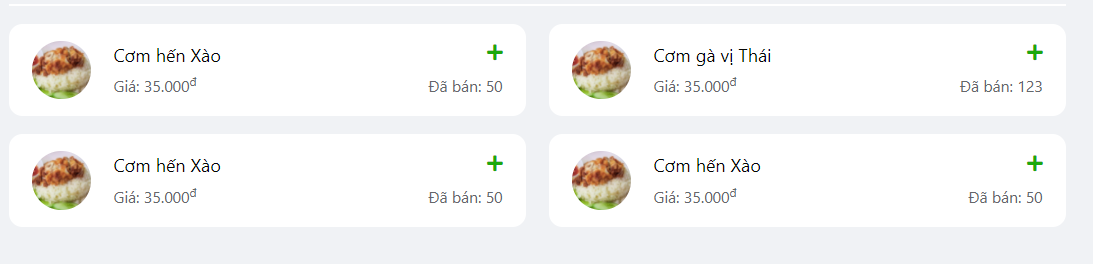 Cơm hến Xào
Giá: 35.000đ Đã bán: 50
Cơm gà vị Thái
Giá: 35.000đ Đã bán: 123
Cơm hến Xào
Giá: 35.000đ Đã bán: 50
Cơm hến Xào
Giá: 35.000đ Đã bán: 50